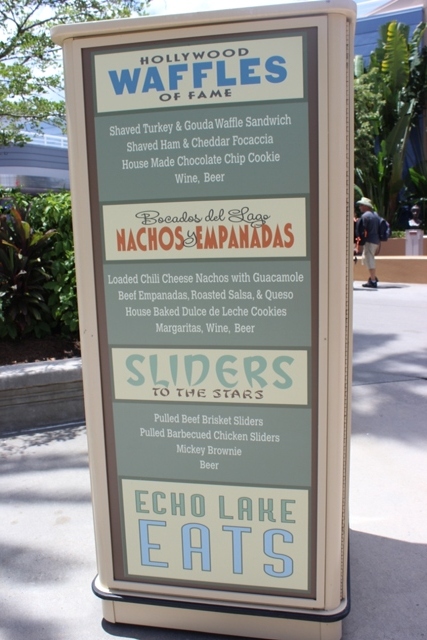 HOLLYWOOD
WAFFLES
OF FAME
Shaved Turkey & Gouda Waffle Sandwich
Shaved Ham & Cheddar Focaccia
House Made Chocolate Chip Cookie
Wine, Beer
Bocados del Lago
NACHOS y EMPANADAS
Loaded Chili Cheese Nachos with Guacamole
Beef Empanadas, Roasted Salsa, & Queso
House Baked Dulce de Leche Cookies
Margaritas, Wine, Beer
SLIDERS
TO THE STARS
Pulled Beef Brisket Sliders
Pulled Barbecued Chicken Sliders
Mickey Brownie
Beer
ECHO LAKE
EATS